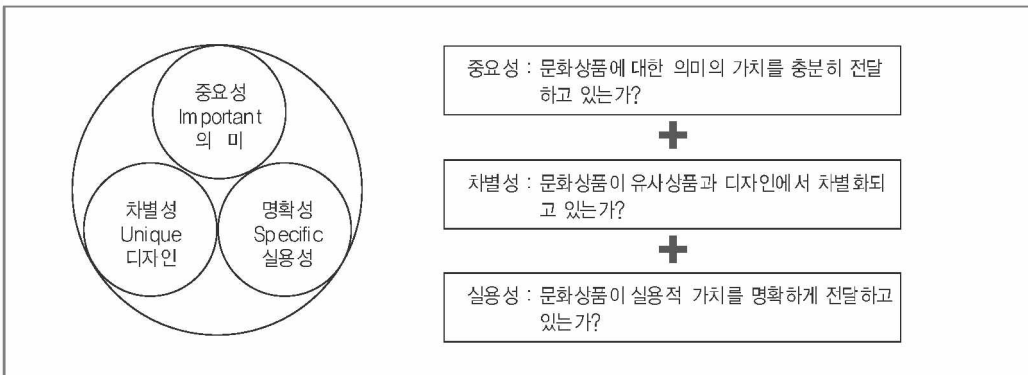 중요성
Important
의 미
차별성
Unique
디자인
명확성
Specific
실용성
중요성 : 문화상품에 대한 의미의 가치를 충분히 전달
하고 있는가?
+
차별성 : 문화상품이 유사상품과 디자인에서 차별화되
고 있는가?
+
실용성 : 문화상품이 실용적 가치를 명확하게 전달하고
있는가?